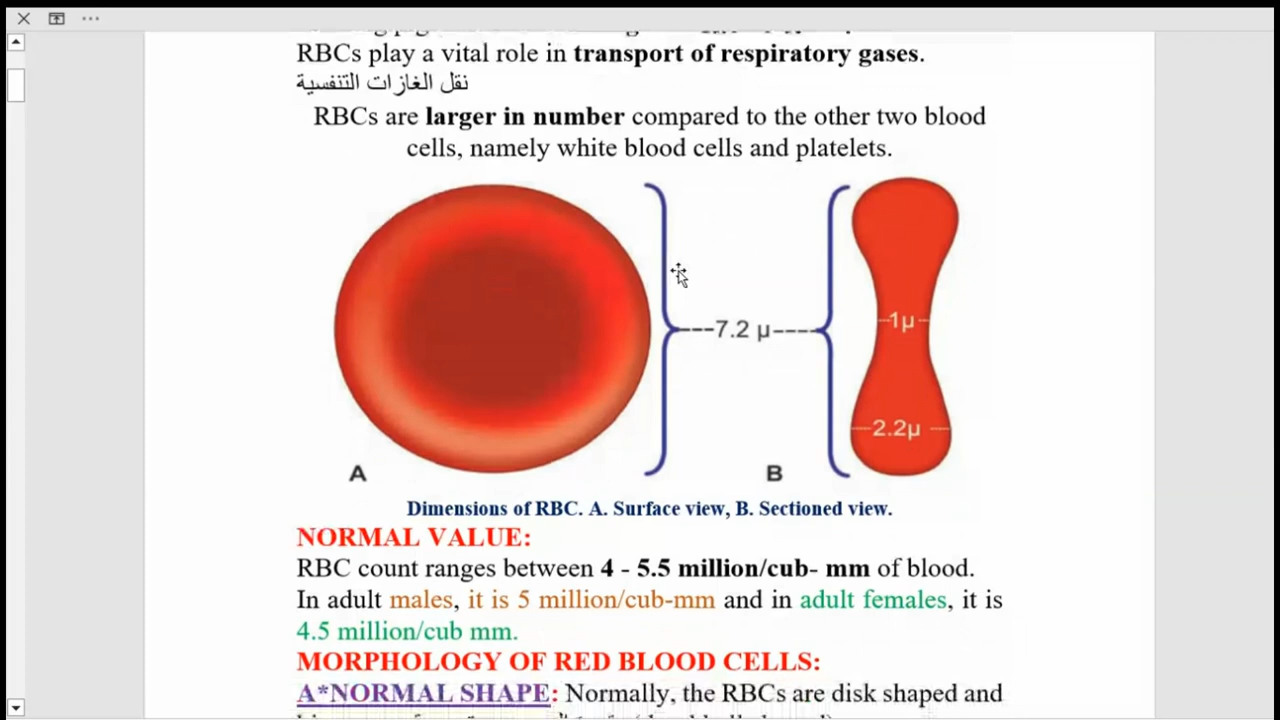 RBCs play a vital role in transport of respiratory gases.
نقل الغازات التنفسية
RBCs are larger in number compared to the other two blood
cells, namely white blood cells and platelets.
---7.2 µ----
1µ
2.2µ
A
B
Dimensions of RBC. A. Surface view, B. Sectioned view.
NORMAL VALUE:
RBC count ranges between 4 - 5.5 million/cub- mm of blood.
In adult males, it is 5 million/cub-mm and in adult females, it is
4.5 million/cub mm.
MORPHOLOGY OF RED BLOOD CELLS:
A*NORMAL SHAPE: Normally, the RBCs are disk shaped and